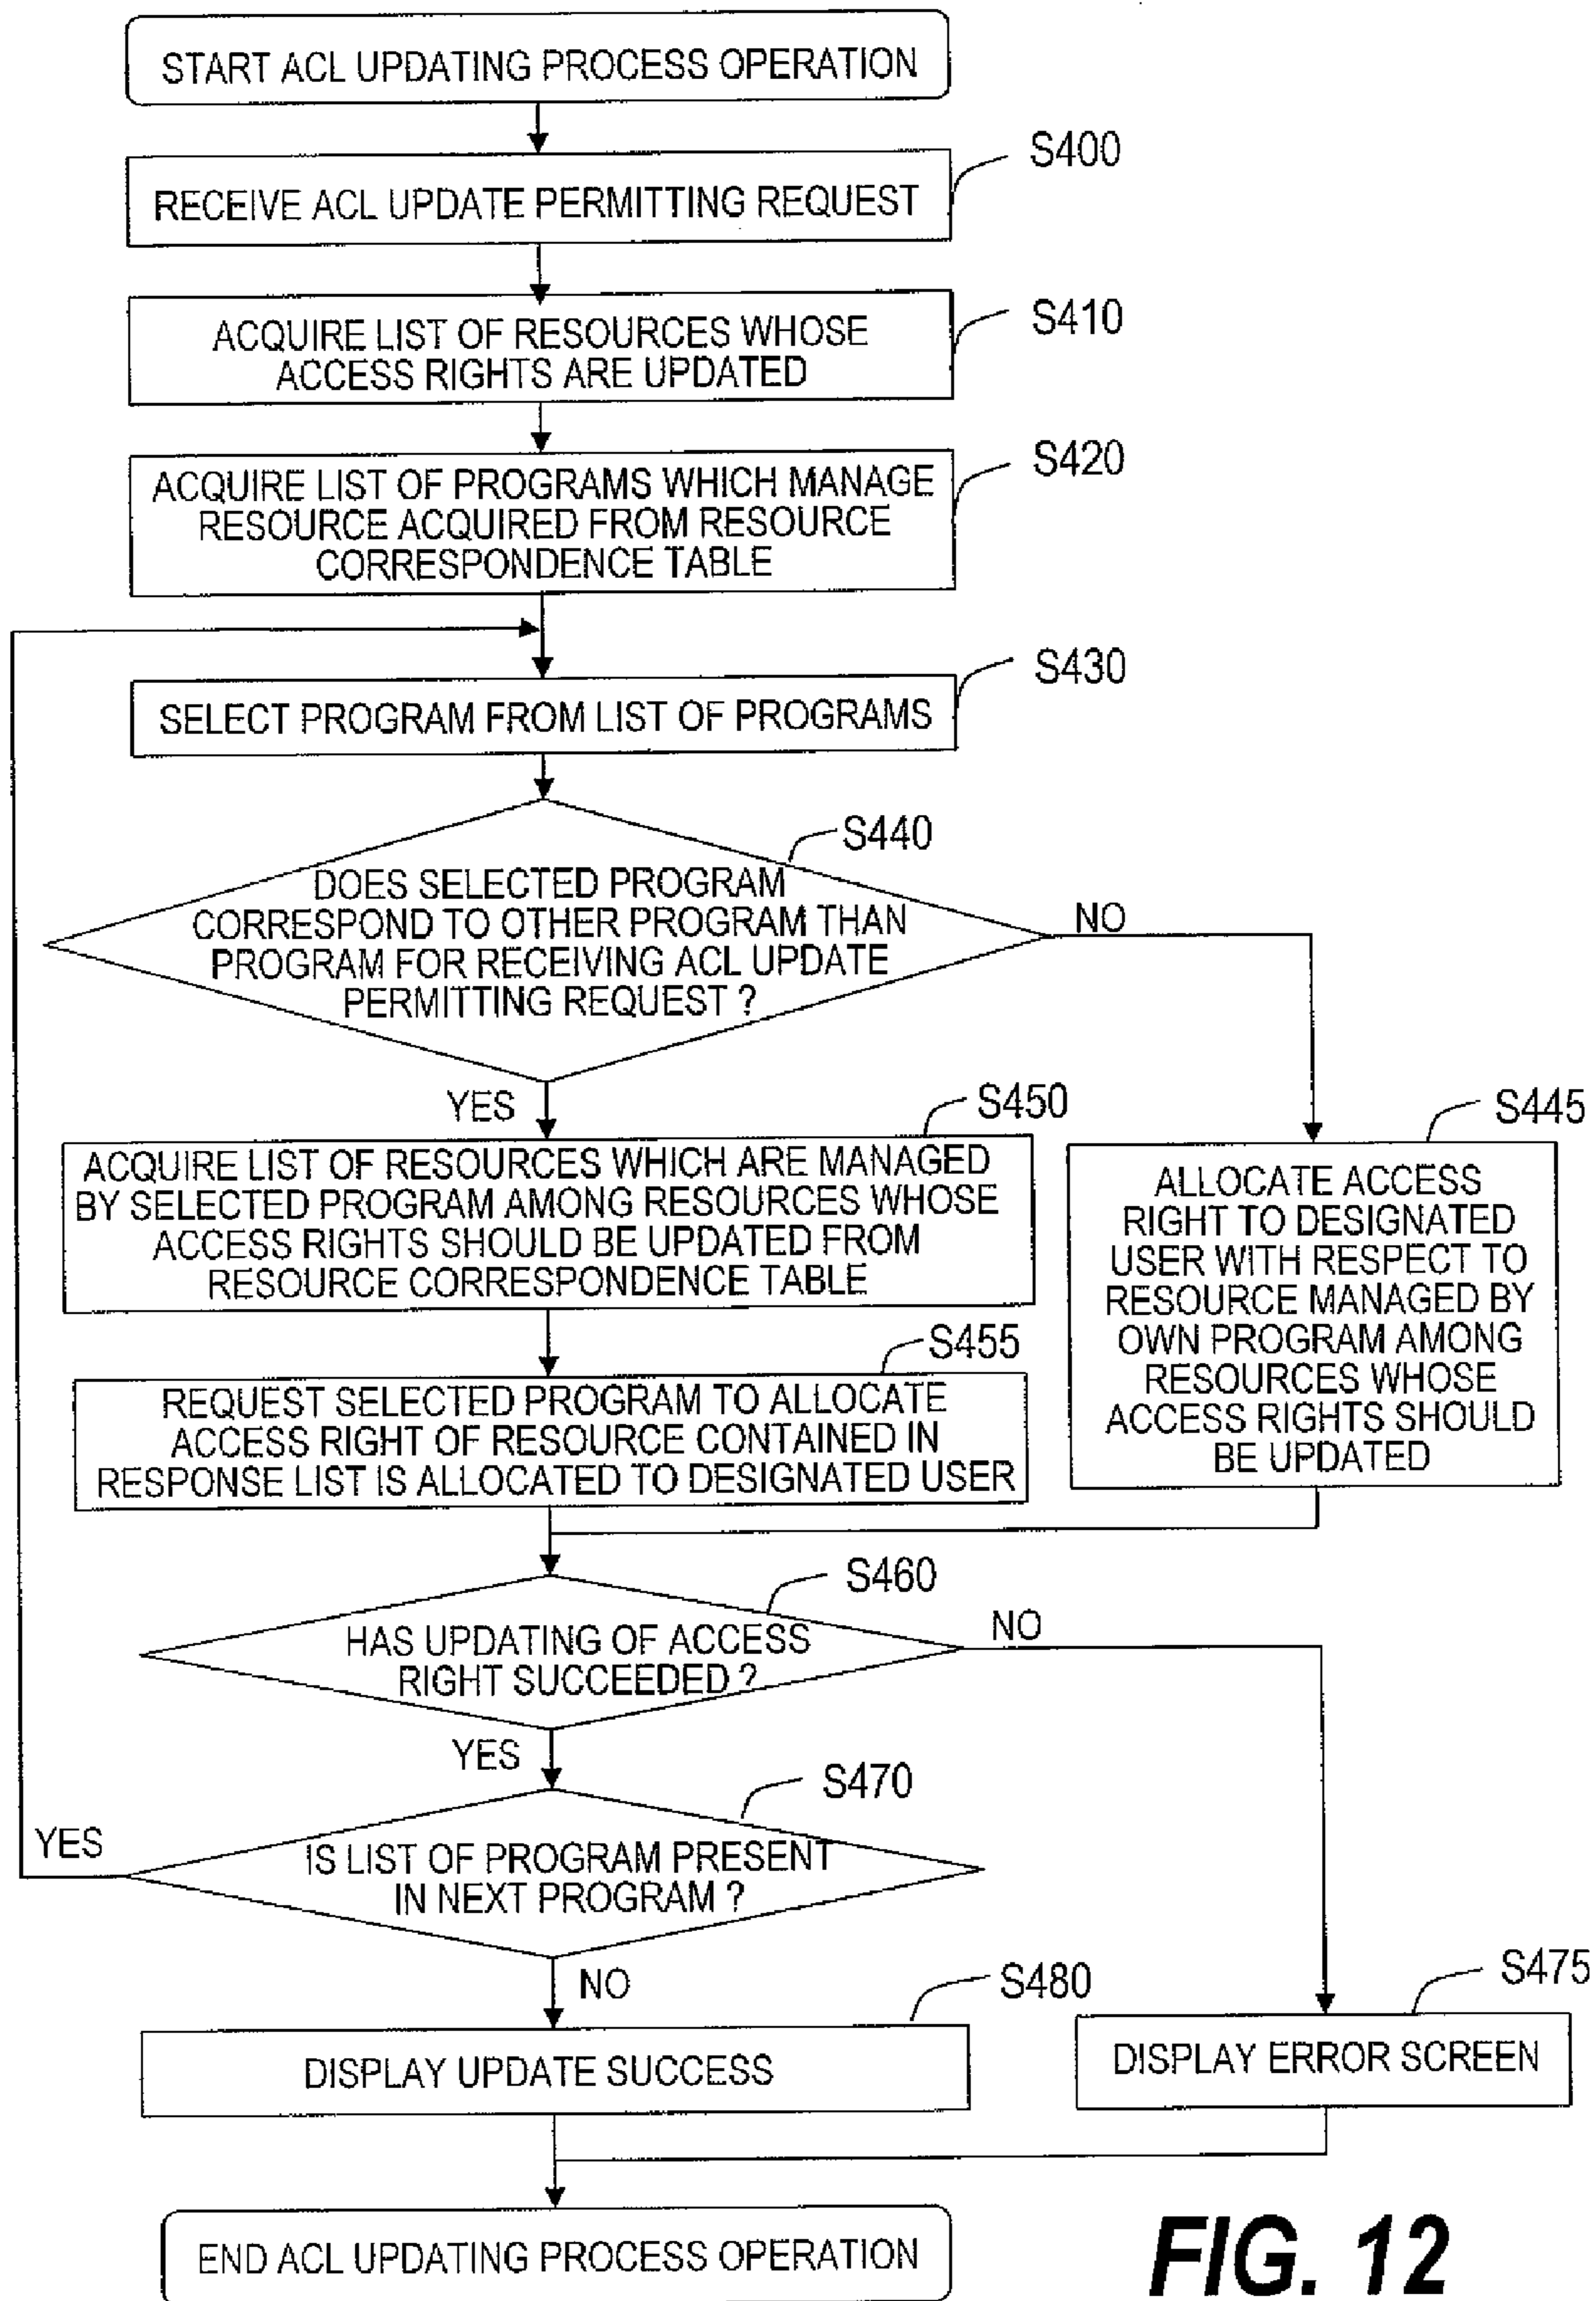 START ACL UPDATING PROCESS OPERATION
S400
RECEIVE ACL UPDATE PERMITTING REQUEST
S410
ACQUIRE LIST OF RESOURCES WHOSE
ACCESS RIGHTS ARE UPDATED
S420
ACQUIRE LIST OF PROGRAMS WHICH MANAGE
RESOURCE ACQUIRED FROM RESOURCE
CORRESPONDENCE TABLE
S430
SELECT PROGRAM FROM LIST OF PROGRAMS
S440
DOES SELECTED PROGRAM
CORRESPOND TO OTHER PROGRAM THAN
PROGRAM FOR RECEIVING ACL UPDATE
PERMITTING REQUEST ?
NO
YES
S450
ACQUIRE LIST OF RESOURCES WHICH ARE MANAGED
BY SELECTED PROGRAM AMONG RESOURCES WHOSE
ACCESS RIGHTS SHOULD BE UPDATED FROM
RESOURCE CORRESPONDENCE TABLE
S445
ALLOCATE ACCESS
RIGHT TO DESIGNATED
USER WITH RESPECT TO
RESOURCE MANAGED BY
OWN PROGRAM AMONG
RESOURCES WHOSE
ACCESS RIGHTS SHOULD
BE UPDATED
S455
REQUEST SELECTED PROGRAM TO ALLOCATE
ACCESS RIGHT OF RESOURCE CONTAINED IN
RESPONSE LIST IS ALLOCATED TO DESIGNATED USER
S460
HAS UPDATING OF ACCESS
RIGHT SUCCEEDED ?
NO
YES
S470
IS LIST OF PROGRAM PRESENT
IN NEXT PROGRAM ?
YES
NO
S480
DISPLAY UPDATE SUCCESS
S475
DISPLAY ERROR SCREEN
END ACL UPDATING PROCESS OPERATION
FIG. 12